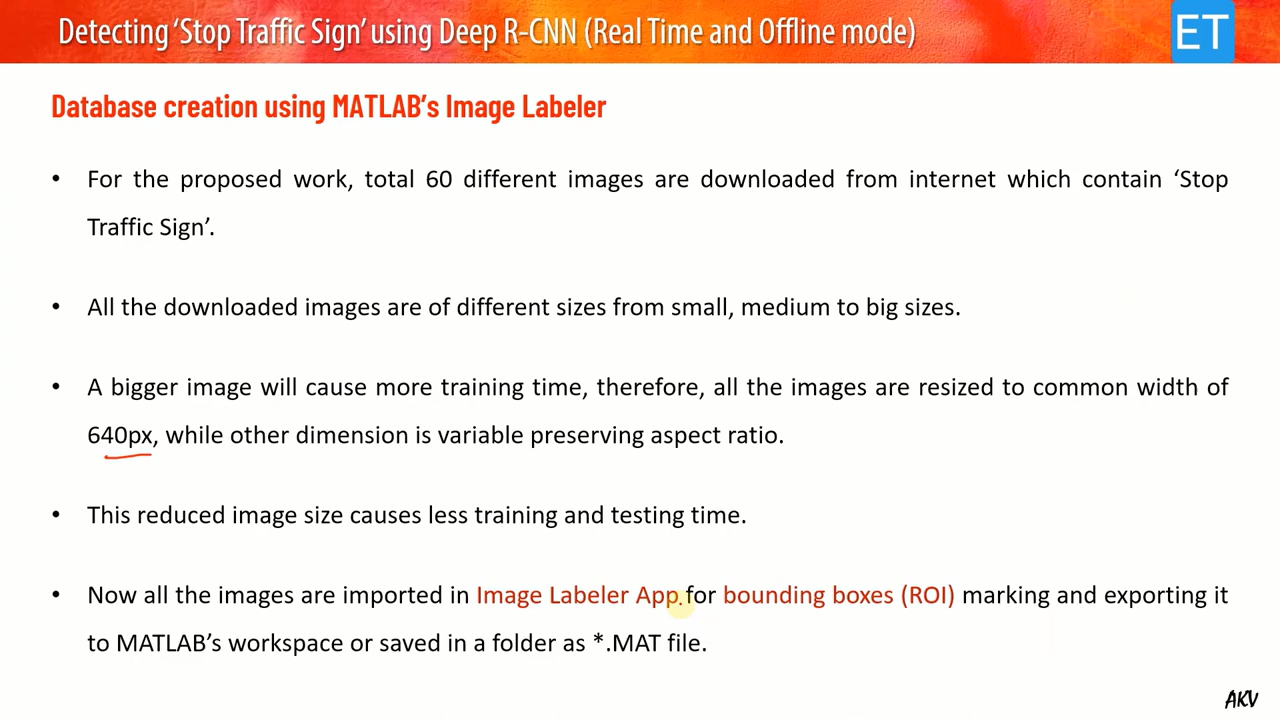 Detecting ‘Stop Traffic Sign’ using Deep R-CNN (Real Time and Offline mode)
ET
Database creation using MATLAB’s Image Labeler
• For the proposed work, total 60 different images are downloaded from internet which contain ‘Stop
Traffic Sign’.
• All the downloaded images are of different sizes from small, medium to big sizes.
• A bigger image will cause more training time, therefore, all the images are resized to common width of
640px, while other dimension is variable preserving aspect ratio.
• This reduced image size causes less training and testing time.
• Now all the images are imported in Image Labeler App for bounding boxes (ROI) marking and exporting it
to MATLAB’s workspace or saved in a folder as *.MAT file.
AKV